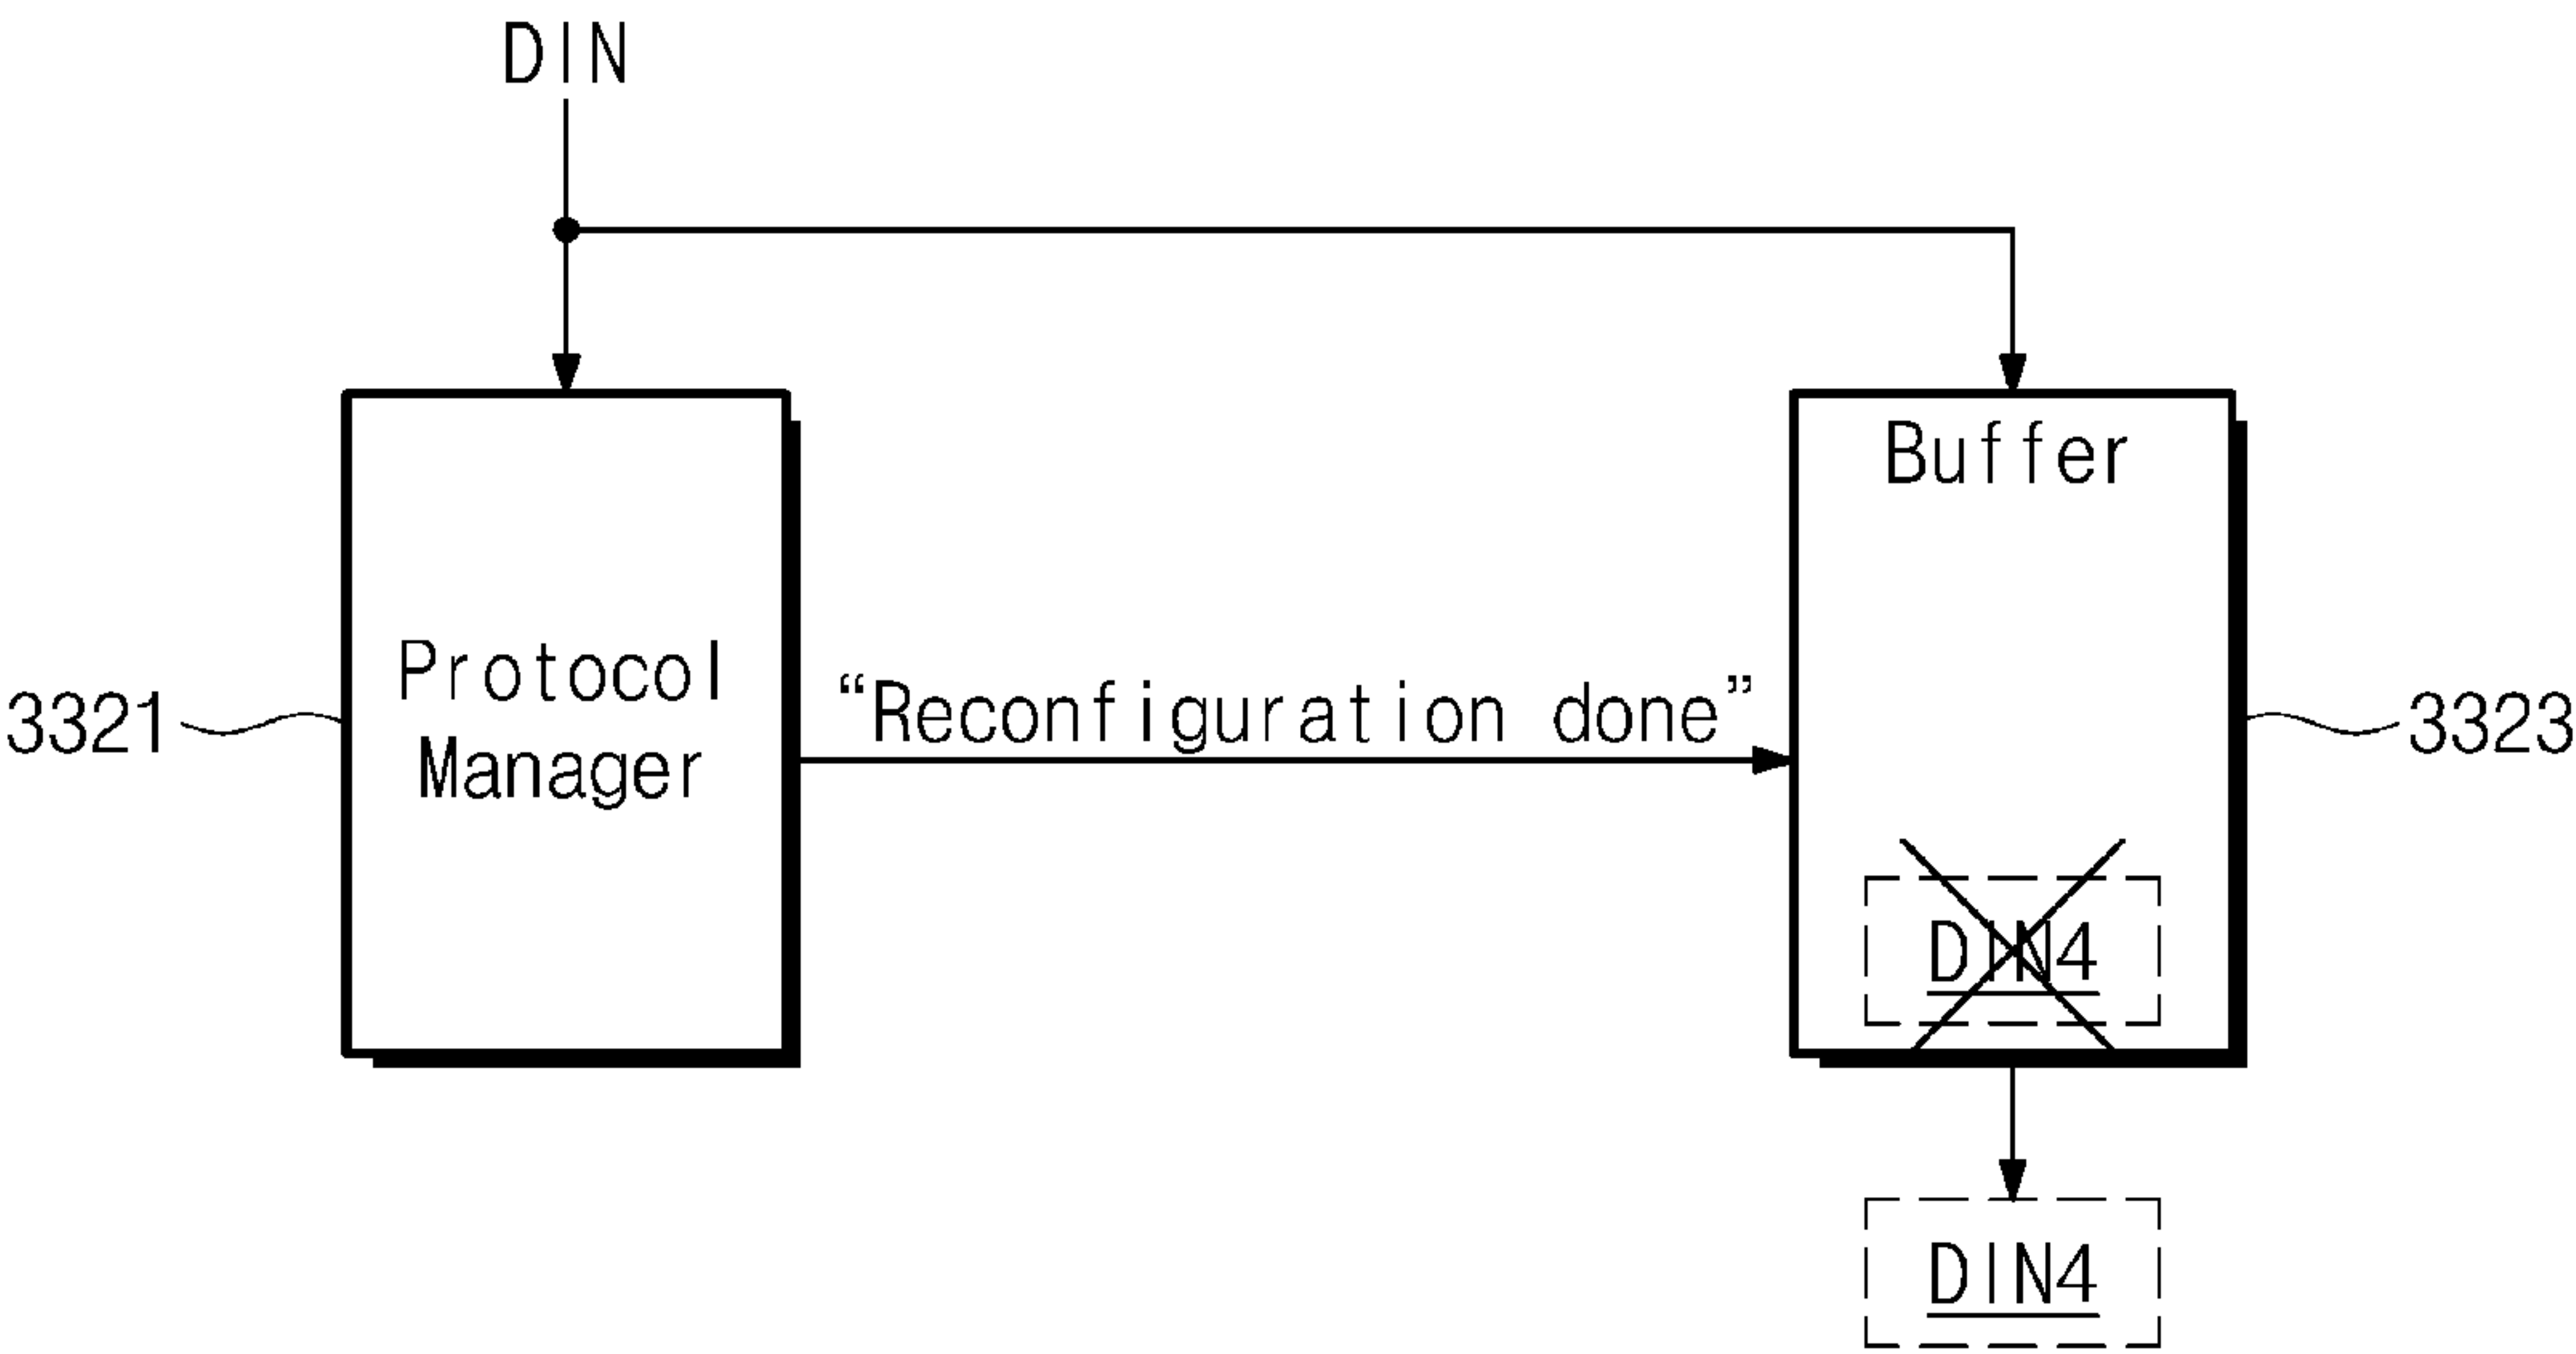 DIN
Buffer
Protocol
Manager
3321
“Reconfiguration done”
3323
DIN4
DIN4